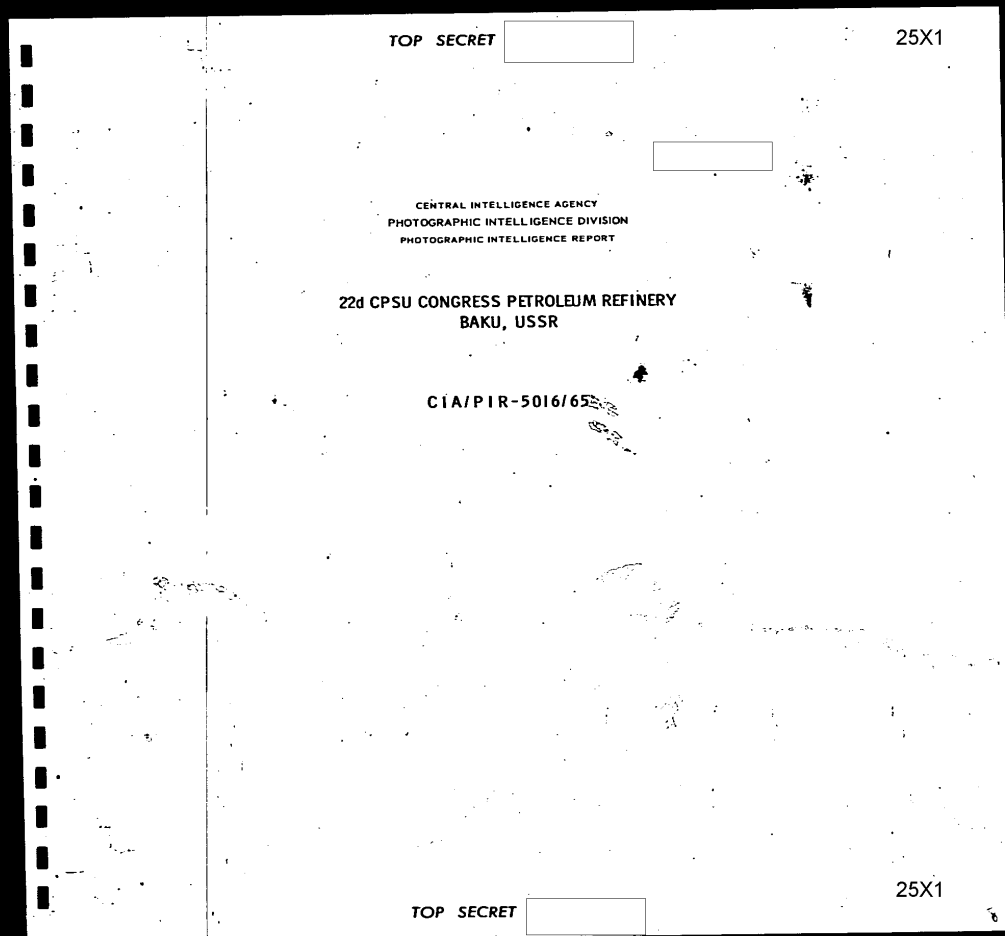 TOP SECRET
25X1
CENTRAL INTELLIGENCE AGENCY
PHOTOGRAPHIC INTELLIGENCE DIVISION
PHOTOGRAPHIC INTELLIGENCE REPORT
22d CPSU CONGRESS PETROLEUM REFINERY
BAKU, USSR
CIA/PIR-5016/65
25X1
TOP SECRET